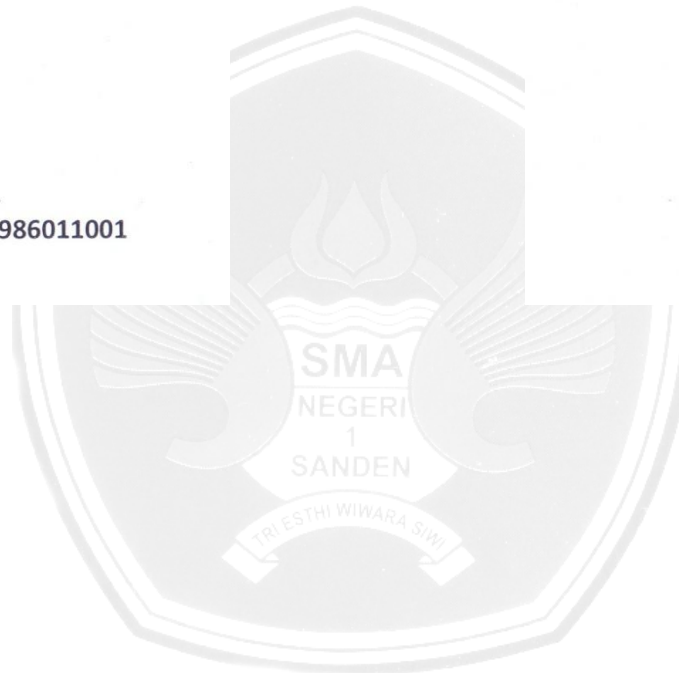 986011001
SMA
NEGERI
1
SANDEN
TRI ESTHI WIWARA SIWI